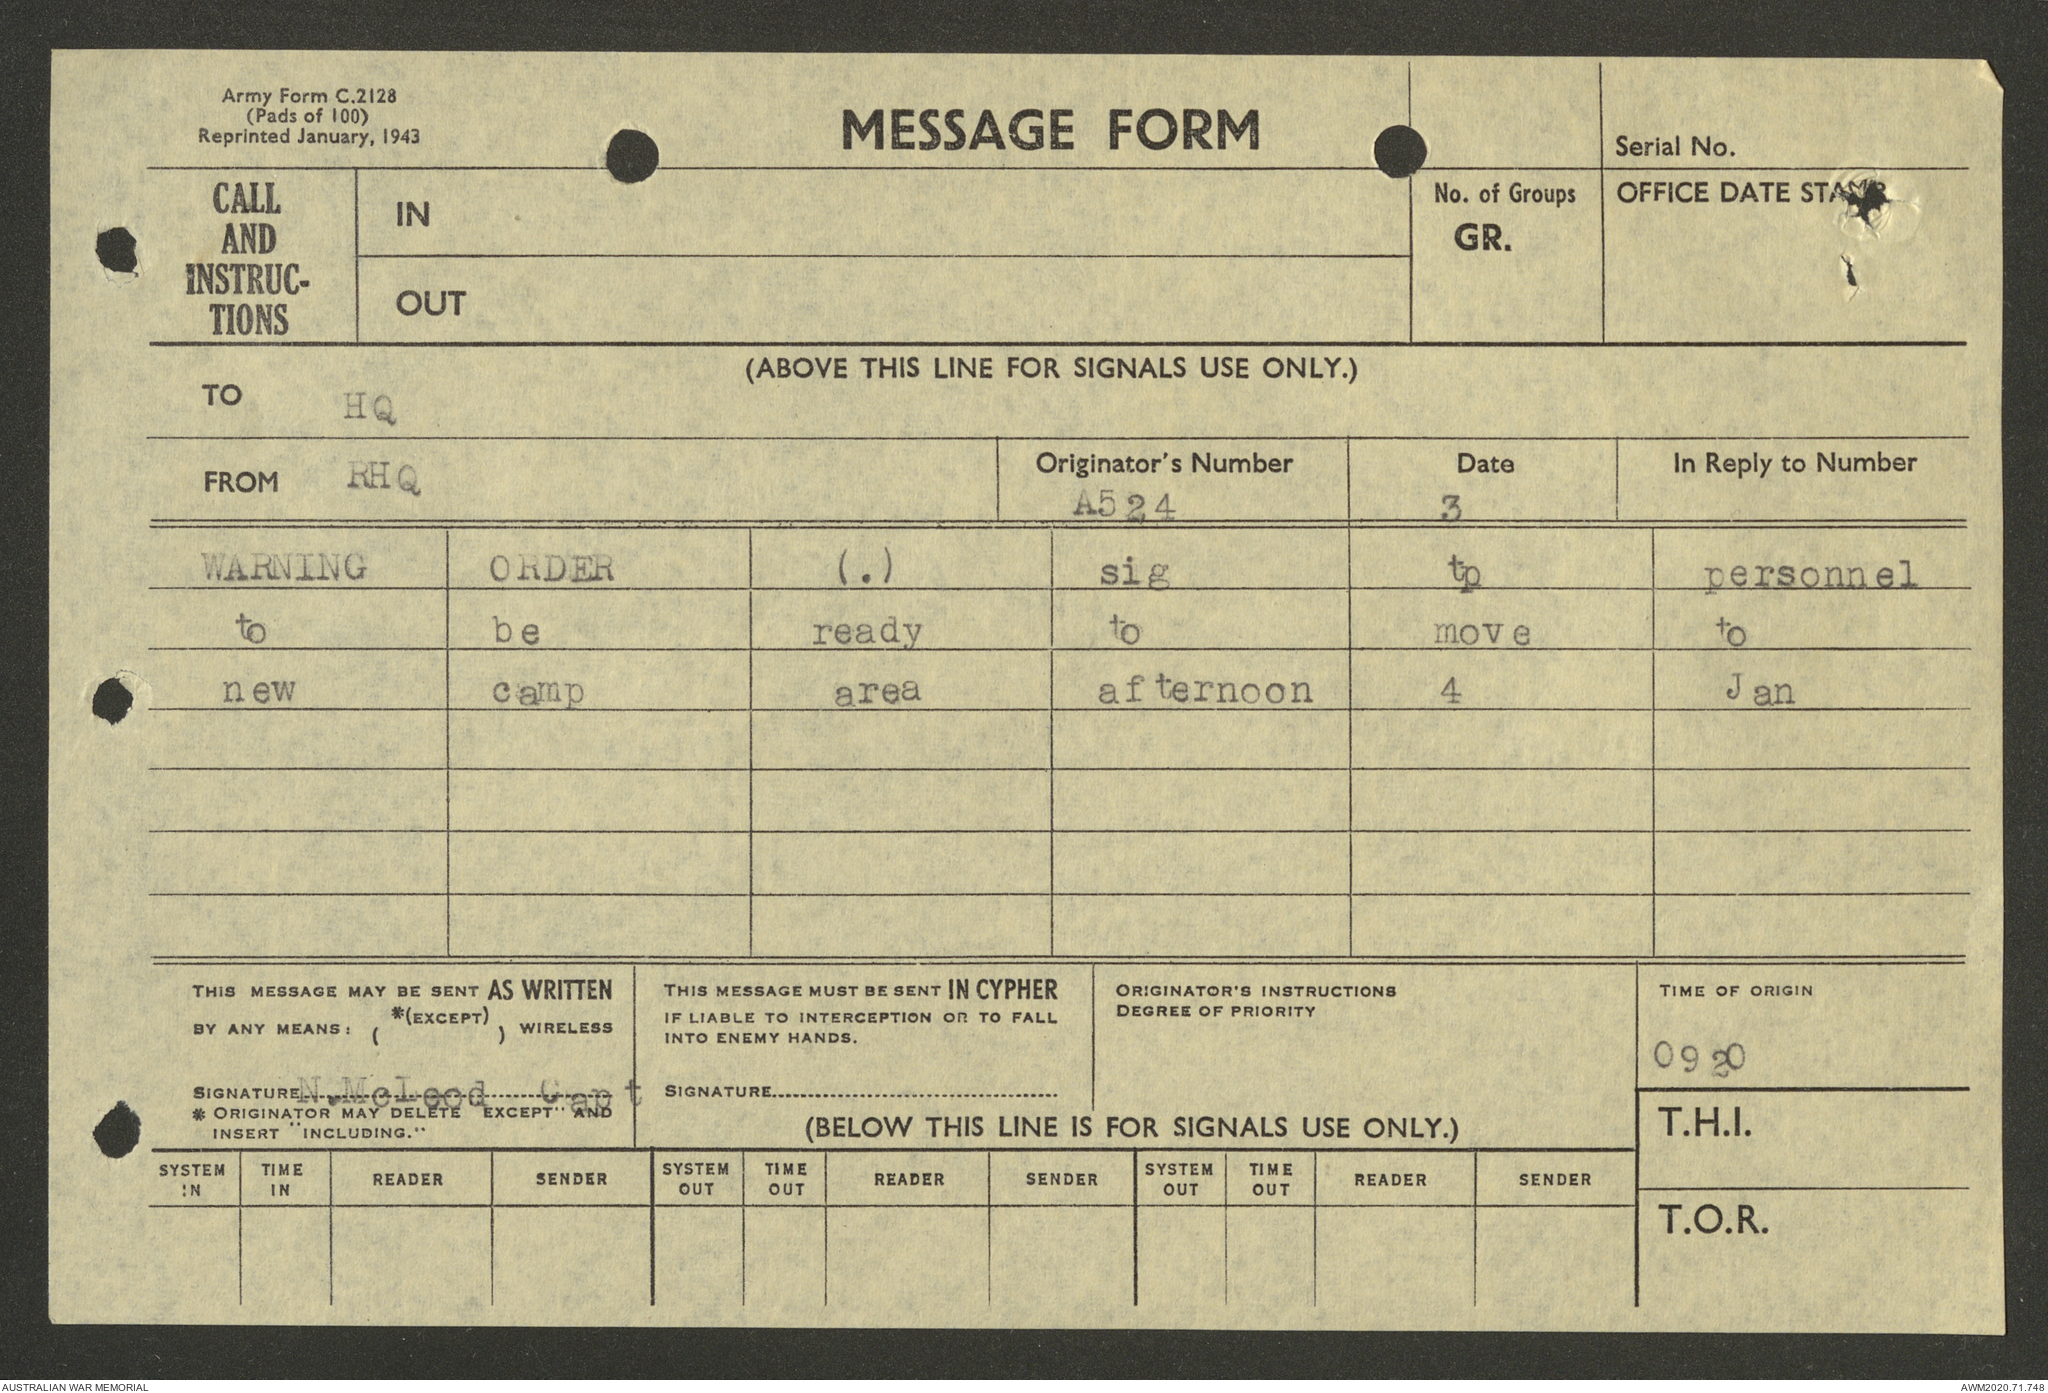 Army Form C.2128
(Pads of 100)
Reprinted January, 1943
MESSAGE FORM
Serial No.
CALL
AND
INSTRUC-
TIONS
IN
OUT
No. of Groups
GR.
OFFICE DATE STAMP
(ABOVE THIS LINE FOR SIGNALS USE ONLY.)
TO HQ
FROM RHQ
Originator's Number
A524
Date
3
In Reply to Number
WARNING ORDER (.) sig tp personnel
to be ready to move to
new camp area afternoon 4 Jan
THIS MESSAGE MAY BE SENT AS WRITTEN
BY ANY MEANS: ( *(EXCEPT) ) WIRELESS
SIGNATURE N.McLeod Capt
* ORIGINATOR MAY DELETE "EXCEPT" AND
INSERT "INCLUDING."
THIS MESSAGE MUST BE SENT IN CYPHER
IF LIABLE TO INTERCEPTION OR TO FALL
INTO ENEMY HANDS.
SIGNATURE
ORIGINATOR'S INSTRUCTIONS
DEGREE OF PRIORITY
TIME OF ORIGIN
0920
(BELOW THIS LINE IS FOR SIGNALS USE ONLY.)
T.H.I.
T.O.R.
SYSTEM IN TIME IN READER SENDER SYSTEM OUT TIME OUT READER SENDER SYSTEM OUT TIME OUT READER SENDER
AUSTRALIAN WAR MEMORIAL
AWM2020.71.748